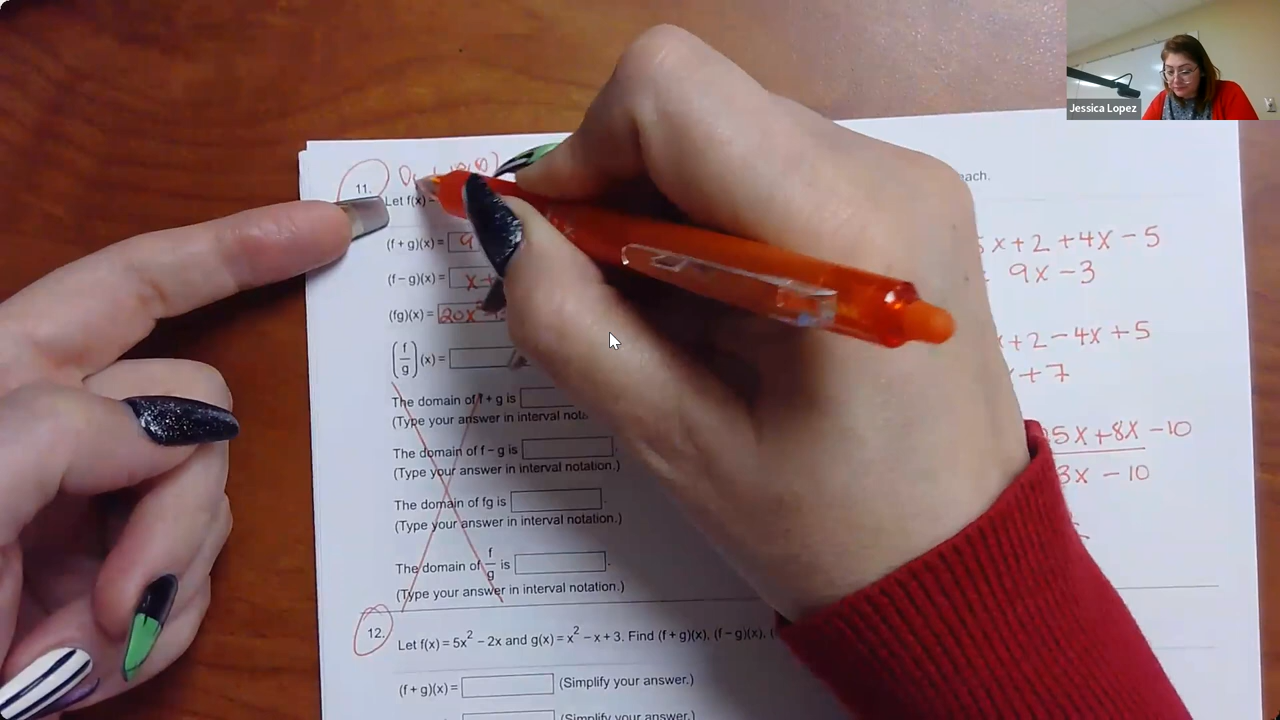 Jessica Lopez
11.
each.
Let f(x) =
(f + g)(x) = 9
5x + 2 + 4x - 5
9x - 3
(f − g)(x) = x +
(fg)(x) = 20x²
+ 2 - 4x + 5
+ 7
(f/g)(x) =
The domain of f + g is
(Type your answer in interval
25x + 8x - 10
The domain of f − g is
(Type your answer in interval notation.)
3x - 10
The domain of fg is
(Type your answer in interval notation.)
The domain of f/g is
(Type your answer in interval notation.)
12.
Let f(x) = 5x² − 2x and g(x) = x² − x + 3. Find (f + g)(x), (f − g)(x),
(f + g)(x) = (Simplify your answer.)
(Simplify your answer.)